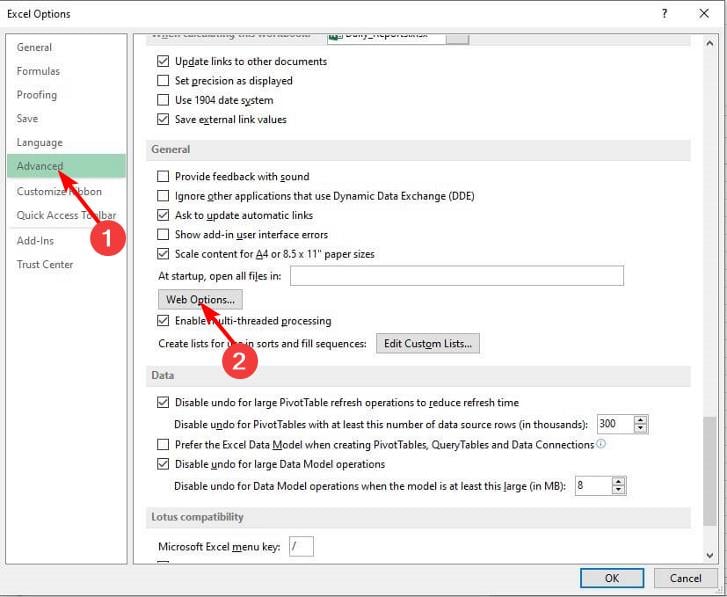 Excel Options
?
General
Formulas
Proofing
Save
Language
Advanced
Customize Ribbon
Quick Access Toolbar
Add-Ins
Trust Center
1
When calculating this workbook: Daily_Reports.xlsx
Update links to other documents
Set precision as displayed
Use 1904 date system
Save external link values
General
Provide feedback with sound
Ignore other applications that use Dynamic Data Exchange (DDE)
Ask to update automatic links
Show add-in user interface errors
Scale content for A4 or 8.5 x 11" paper sizes
At startup, open all files in:
Web Options...
Enable multi-threaded processing
Create lists for use in sorts and fill sequences: Edit Custom Lists...
2
Data
Disable undo for large PivotTable refresh operations to reduce refresh time
Disable undo for PivotTables with at least this number of data source rows (in thousands): 300
Prefer the Excel Data Model when creating PivotTables, QueryTables and Data Connections
Disable undo for large Data Model operations
Disable undo for Data Model operations when the model is at least this large (in MB): 8
Lotus compatibility
Microsoft Excel menu key: /
OK Cancel